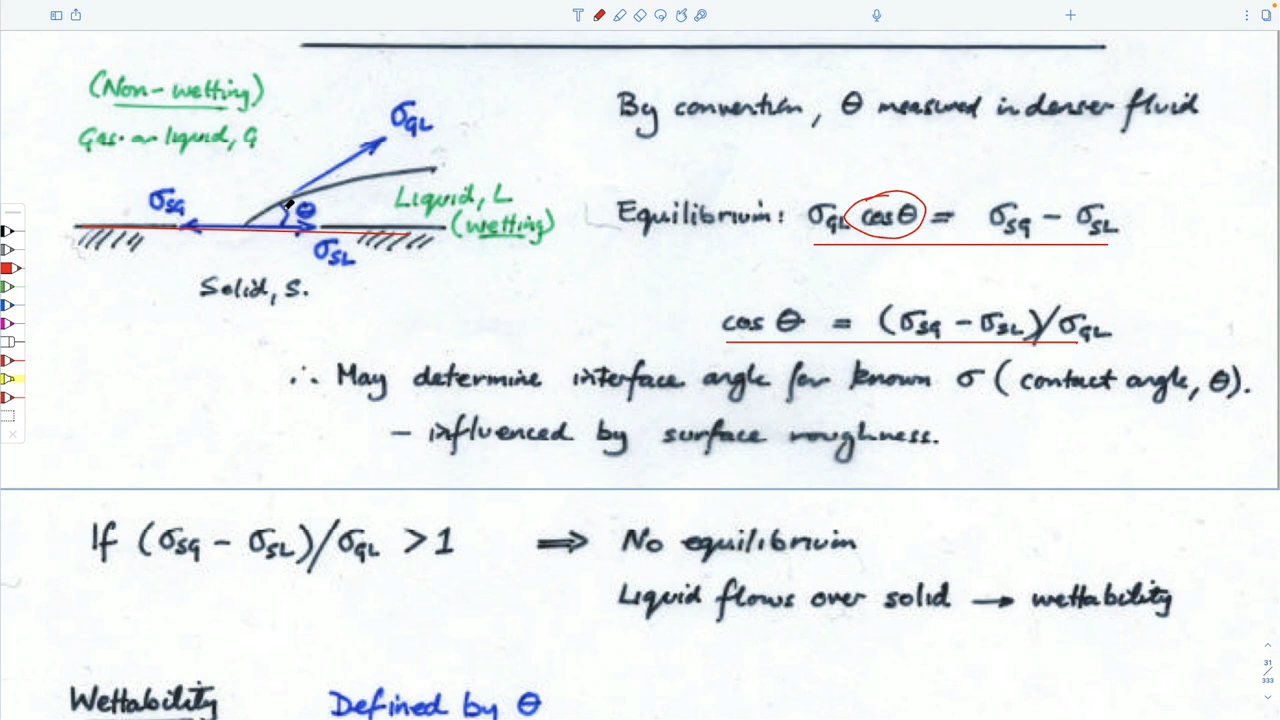 (Non-wetting)
Gas or liquid, G
σGL
σSG
θ
Liquid, L
(wetting)
σSL
Solid, S.
By convention, θ measured in denser fluid
Equilibrium: σGL cosθ = σSG - σSL
cos θ = (σSG - σSL)/σGL
∴ May determine interface angle for known σ (contact angle, θ).
- influenced by surface roughness.
If (σSG - σSL)/σGL > 1 ⟹ No equilibrium
Liquid flows over solid → wettability
Wettability Defined by θ
31
/
333